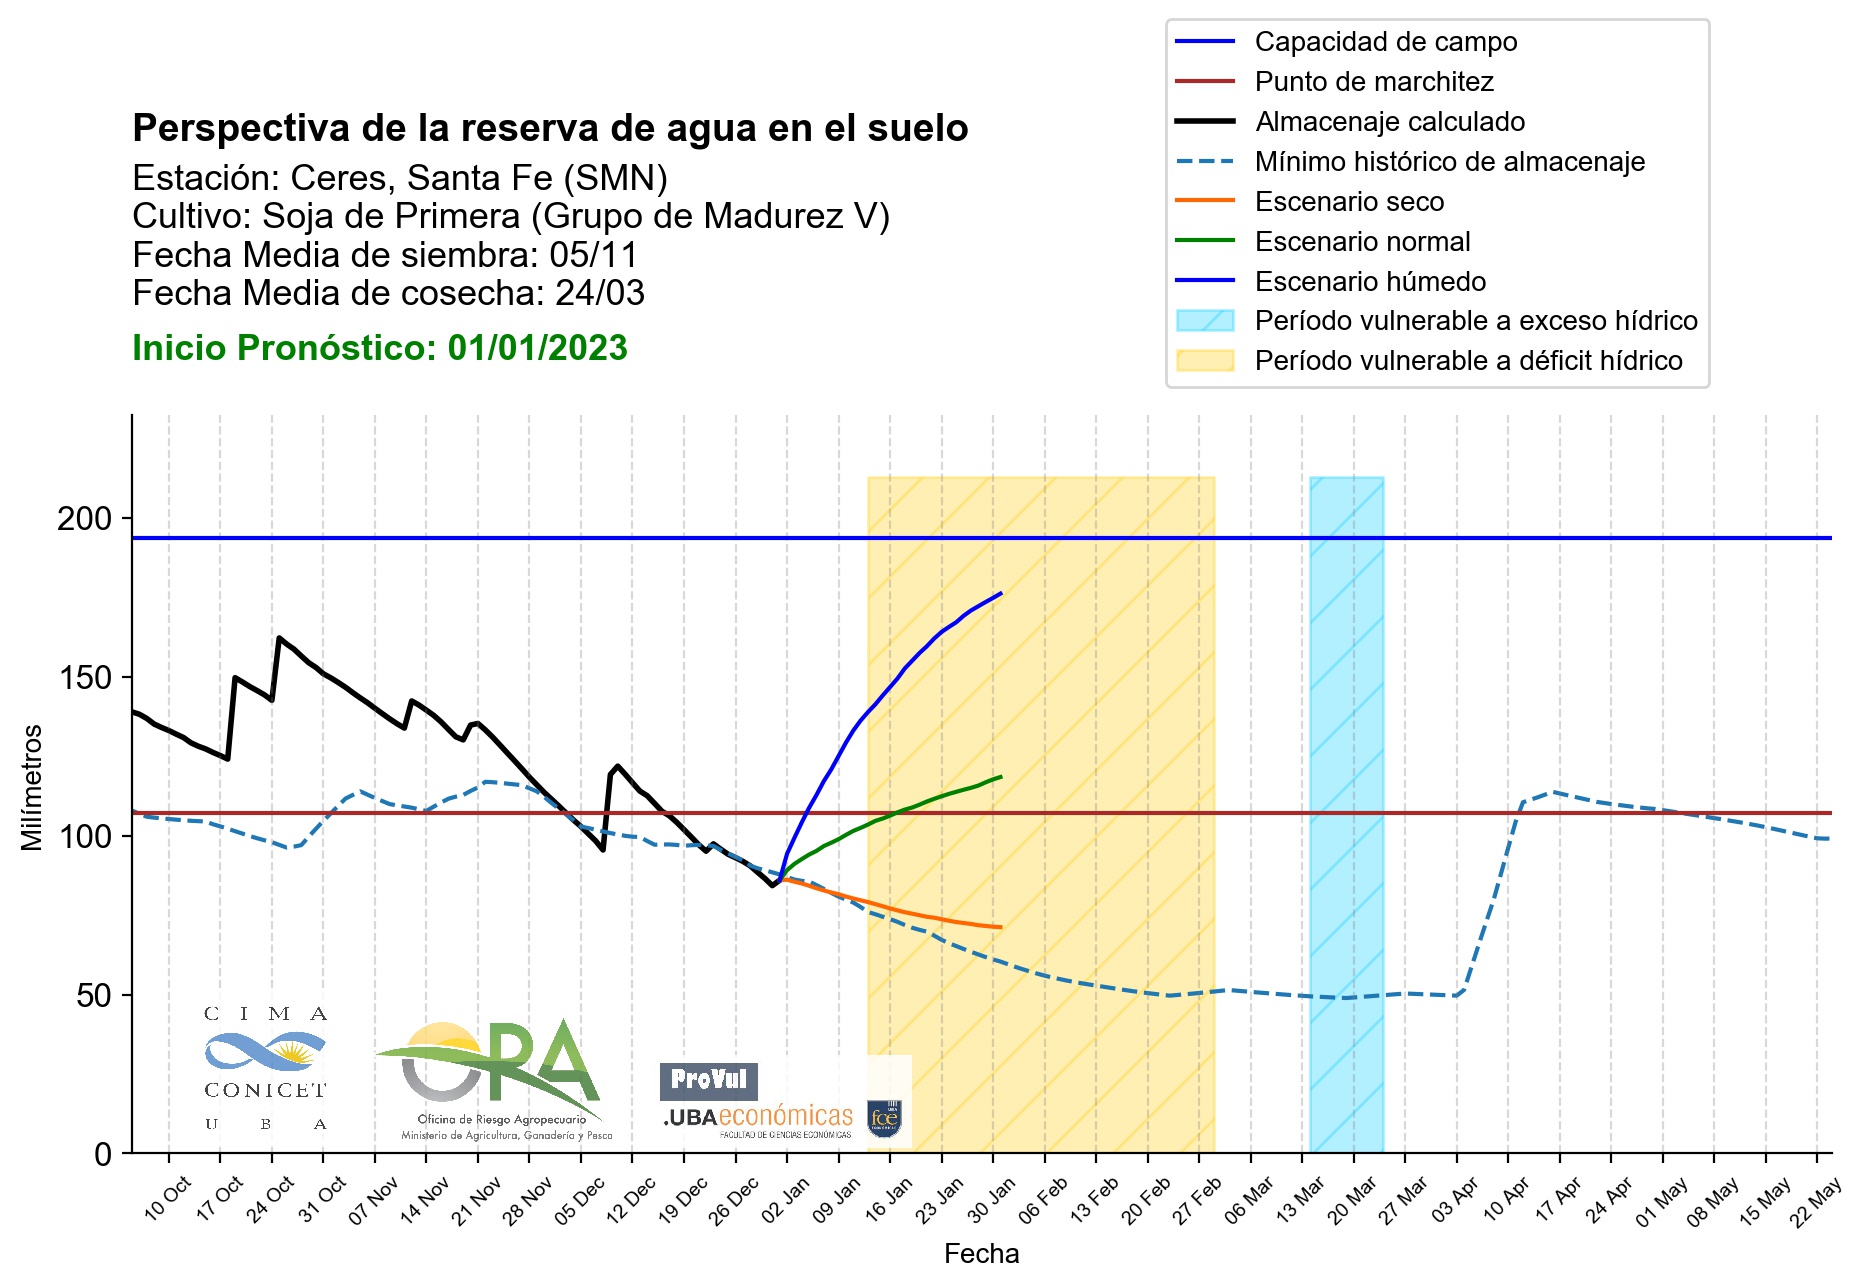 Capacidad de campo
Punto de marchitez
Almacenaje calculado
Mínimo histórico de almacenaje
Escenario seco
Escenario normal
Escenario húmedo
Período vulnerable a exceso hídrico
Período vulnerable a déficit hídrico
Perspectiva de la reserva de agua en el suelo
Estación: Ceres, Santa Fe (SMN)
Cultivo: Soja de Primera (Grupo de Madurez V)
Fecha Media de siembra: 05/11
Fecha Media de cosecha: 24/03
Inicio Pronóstico: 01/01/2023
Milímetros
200
150
100
50
0
CIMA
CONICET
UBA
ORA
Oficina de Riesgo Agropecuario
Ministerio de Agricultura, Ganadería y Pesca
ProVul
.UBAeconómicas
FACULTAD DE CIENCIAS ECONÓMICAS
UBA
fce
ECONÓMICAS
10 Oct
17 Oct
24 Oct
31 Oct
07 Nov
14 Nov
21 Nov
28 Nov
05 Dec
12 Dec
19 Dec
26 Dec
02 Jan
09 Jan
16 Jan
23 Jan
30 Jan
06 Feb
13 Feb
20 Feb
27 Feb
06 Mar
13 Mar
20 Mar
27 Mar
03 Apr
10 Apr
17 Apr
24 Apr
01 May
08 May
15 May
22 May
Fecha